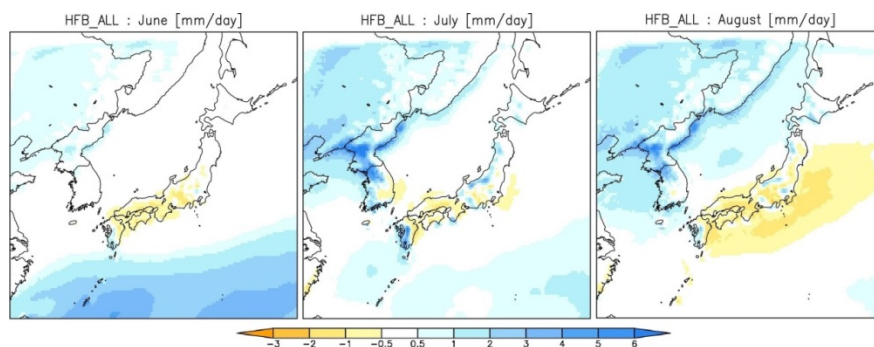 HFB_ALL : June [mm/day]
HFB_ALL : July [mm/day]
HFB_ALL : August [mm/day]
-3 -2 -1 -0.5 0.5 1 2 3 4 5 6